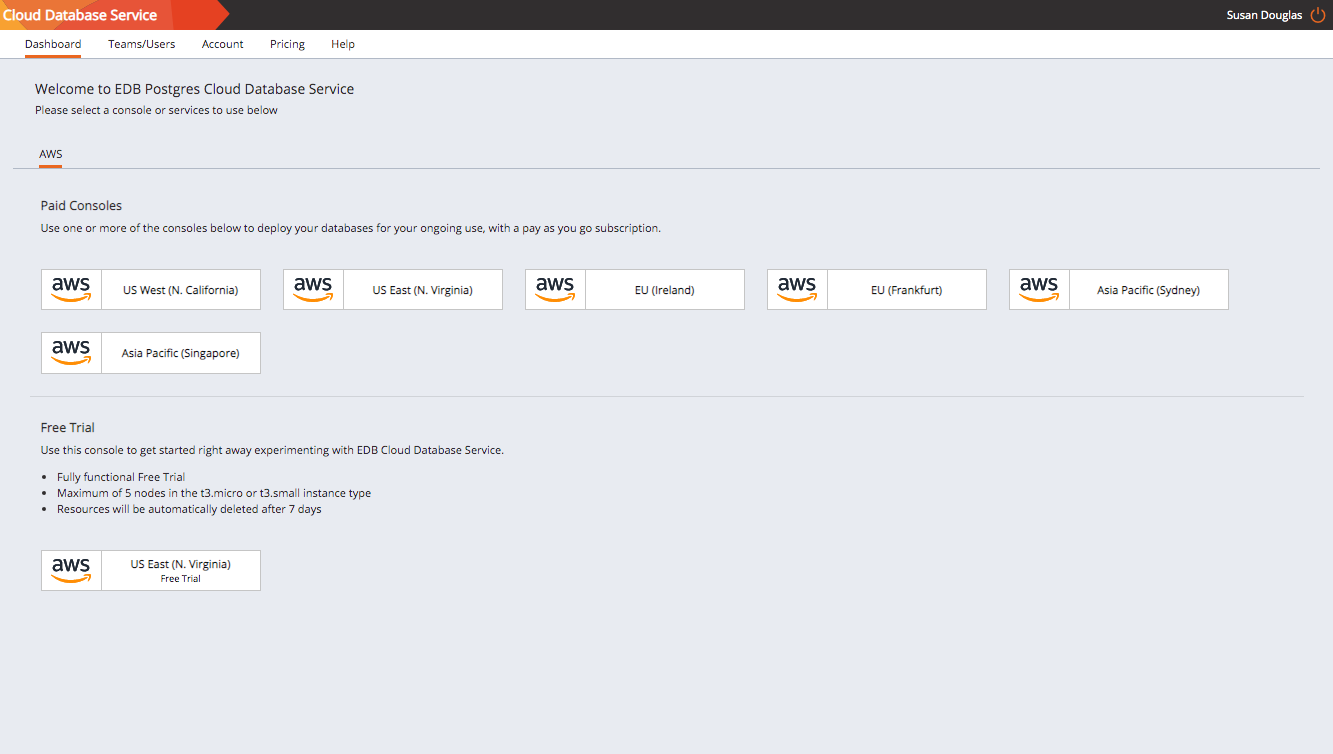 Cloud Database Service
Susan Douglas
Dashboard Teams/Users Account Pricing Help
Welcome to EDB Postgres Cloud Database Service
Please select a console or services to use below
AWS
Paid Consoles
Use one or more of the consoles below to deploy your databases for your ongoing use, with a pay as you go subscription.
aws US West (N. California) aws US East (N. Virginia) aws EU (Ireland) aws EU (Frankfurt) aws Asia Pacific (Sydney)
aws Asia Pacific (Singapore)
Free Trial
Use this console to get started right away experimenting with EDB Cloud Database Service.
• Fully functional Free Trial
• Maximum of 5 nodes in the t3.micro or t3.small instance type
• Resources will be automatically deleted after 7 days
aws US East (N. Virginia)
Free Trial